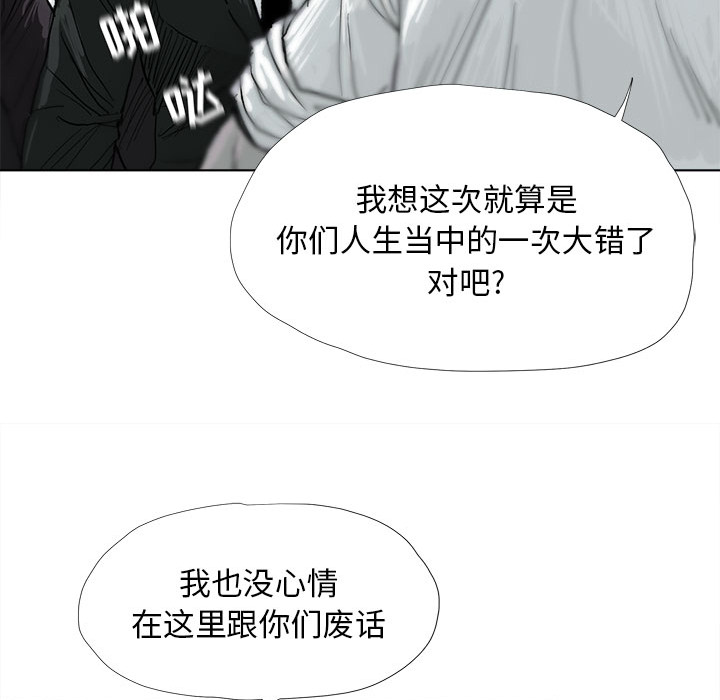 啪
哒
我想这次就算是
你们人生当中的一次大错了
对吧?
我也没心情
在这里跟你们废话